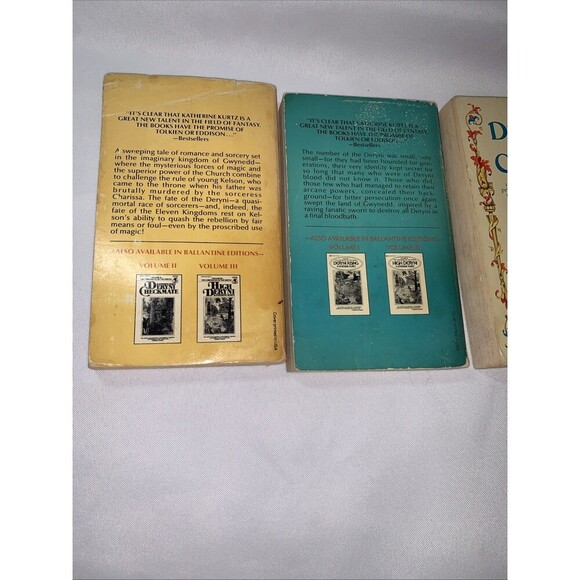 "IT'S CLEAR THAT KATHERINE KURTZ IS A
GREAT NEW TALENT IN THE FIELD OF FANTASY.
THE BOOKS HAVE THE PROMISE OF
TOLKIEN OR EDDISON. . ."
—Bestsellers
A sweeping tale of romance and sorcery set
in the imaginary kingdom of Gwynedd—
where the mysterious forces of magic and
the superior power of the Church combine
to challenge the rule of young Kelson, who
came to the throne when his father was
brutally murdered by the sorceress
Charissa. The fate of the Deryni—a quasi-
mortal race of sorcerers—and, indeed, the
fate of the Eleven Kingdoms rest on Kel-
son's ability to quash the rebellion by fair
means or foul—even by the proscribed use
of magic!
—ALSO AVAILABLE IN BALLANTINE EDITIONS—
VOLUME II VOLUME III
DERYNI
CHECKMATE
HIGH
DERYNI
Cover printed in USA
"IT'S CLEAR THAT KATHERINE KURTZ IS A
GREAT NEW TALENT IN THE FIELD OF FANTASY.
THE BOOKS HAVE THE PROMISE OF
TOLKIEN OR EDDISON. . ."
—Bestsellers
The number of the Deryni was small, very
small—for they had been hounded for gen-
erations, their very identity kept secret for
so long that many who were of the
blood did not know it. Those who did,
those few who had managed to retain their
arcane powers, concealed their back-
ground—for bitter persecution once again
swept the land of Gwynedd, inspired by a
raving fanatic sworn to destroy all Deryni in
a final bloodbath.
—ALSO AVAILABLE IN BALLANTINE EDITIONS—
VOLUME I VOLUME III
DERYNI RISING
HIGH DERYNI
D
C